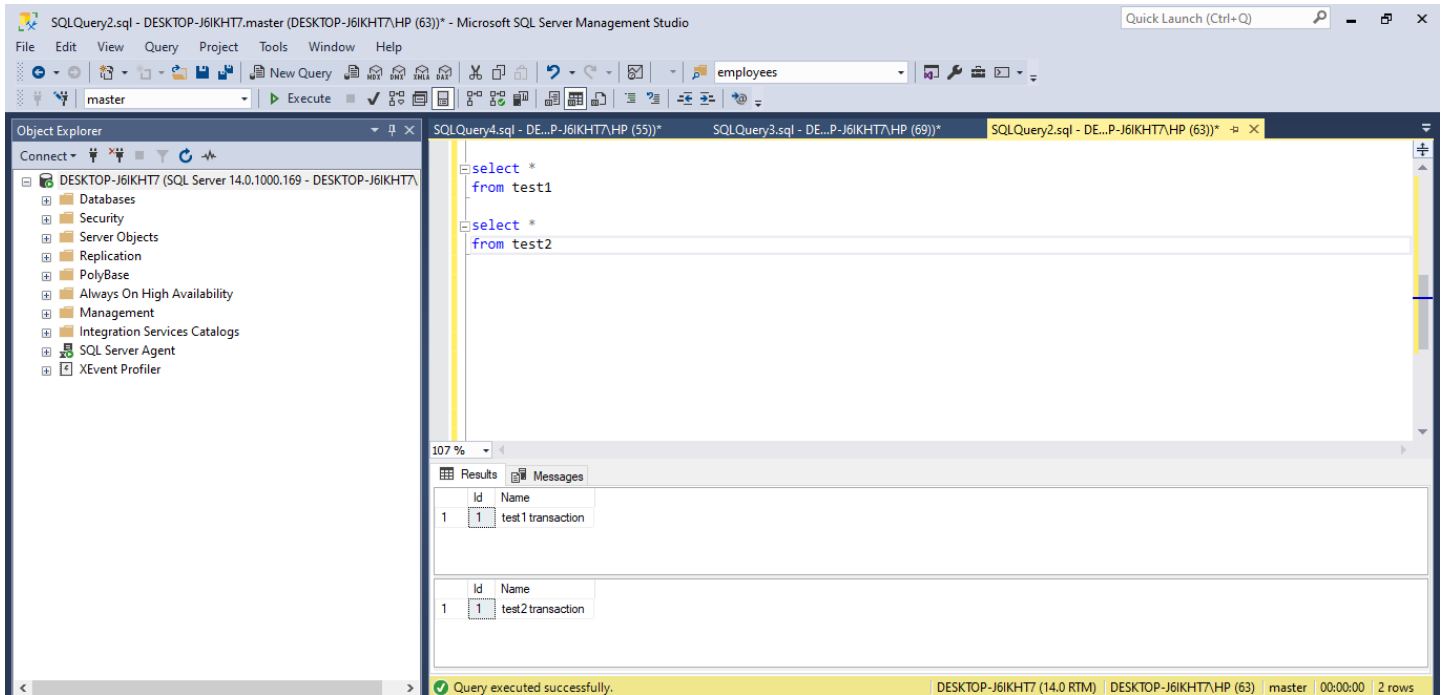 SQLQuery2.sql - DESKTOP-J6IKHT7.master (DESKTOP-J6IKHT7\HP (63))* - Microsoft SQL Server Management Studio
Quick Launch (Ctrl+Q)
File Edit View Query Project Tools Window Help
New Query MDX DMX XMLA DAX employees
master Execute
Object Explorer
SQLQuery4.sql - DE...P-J6IKHT7\HP (55))* SQLQuery3.sql - DE...P-J6IKHT7\HP (69))* SQLQuery2.sql - DE...P-J6IKHT7\HP (63))*
Connect
DESKTOP-J6IKHT7 (SQL Server 14.0.1000.169 - DESKTOP-J6IKHT7\
Databases
Security
Server Objects
Replication
PolyBase
Always On High Availability
Management
Integration Services Catalogs
SQL Server Agent
XEvent Profiler
select *
from test1
select *
from test2
107 %
Results Messages
Id Name
1 1 test1 transaction
Id Name
1 1 test2 transaction
Query executed successfully. DESKTOP-J6IKHT7 (14.0 RTM) DESKTOP-J6IKHT7\HP (63) master 00:00:00 2 rows